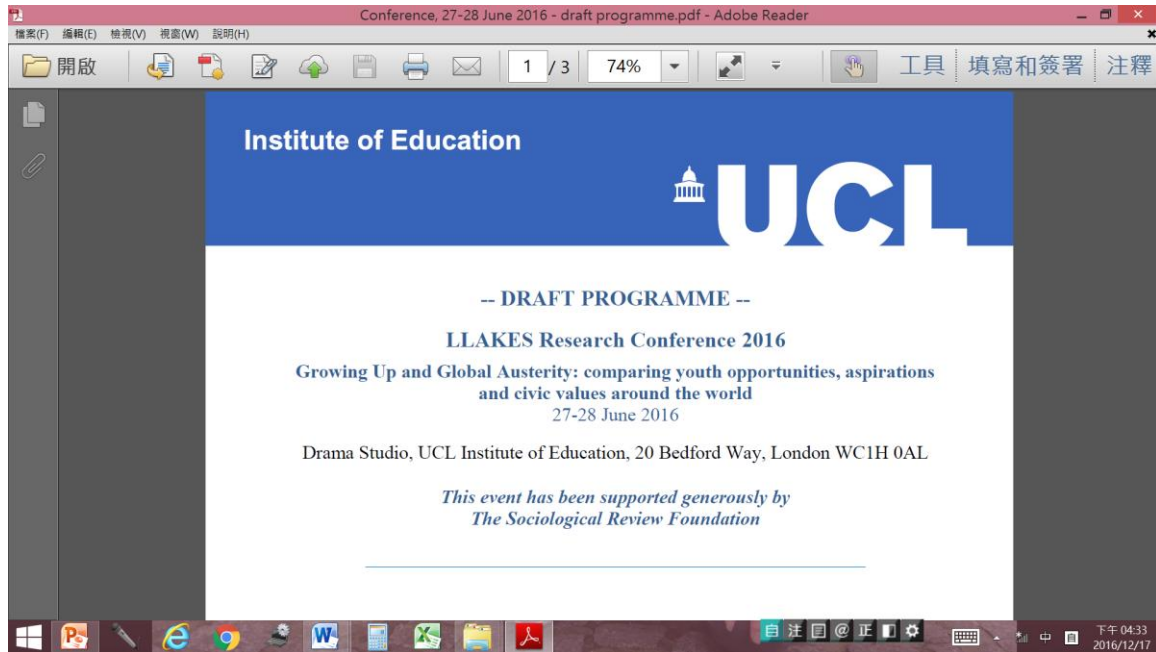 Conference, 27-28 June 2016 - draft programme.pdf - Adobe Reader
檔案(F) 編輯(E) 檢視(V) 視窗(W) 說明(H)
開啟 1 / 3 74% 工具 填寫和簽署 注釋
Institute of Education
UCL
-- DRAFT PROGRAMME --
LLAKES Research Conference 2016
Growing Up and Global Austerity: comparing youth opportunities, aspirations
and civic values around the world
27-28 June 2016
Drama Studio, UCL Institute of Education, 20 Bedford Way, London WC1H 0AL
This event has been supported generously by
The Sociological Review Foundation
自 注 @ 正 中 自 下午 04:33
2016/12/17